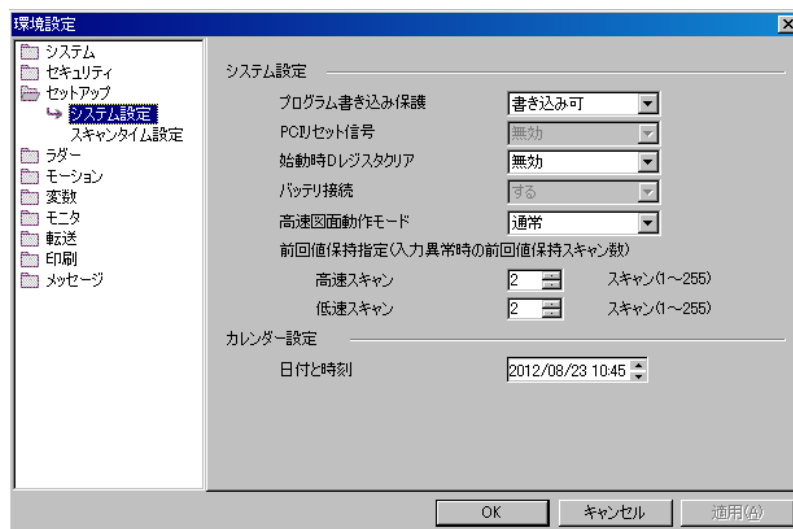 環境設定
システム
セキュリティ
セットアップ
システム設定
スキャンタイム設定
ラダー
モーション
変数
モニタ
転送
印刷
メッセージ
システム設定
プログラム書き込み保護 書き込み可
PCIリセット信号 無効
始動時Dレジスタクリア 無効
バッテリ接続 する
高速図面動作モード 通常
前回値保持指定(入力異常時の前回値保持スキャン数)
高速スキャン 2 スキャン(1～255)
低速スキャン 2 スキャン(1～255)
カレンダー設定
日付と時刻 2012/08/23 10:45
OK キャンセル 適用(A)